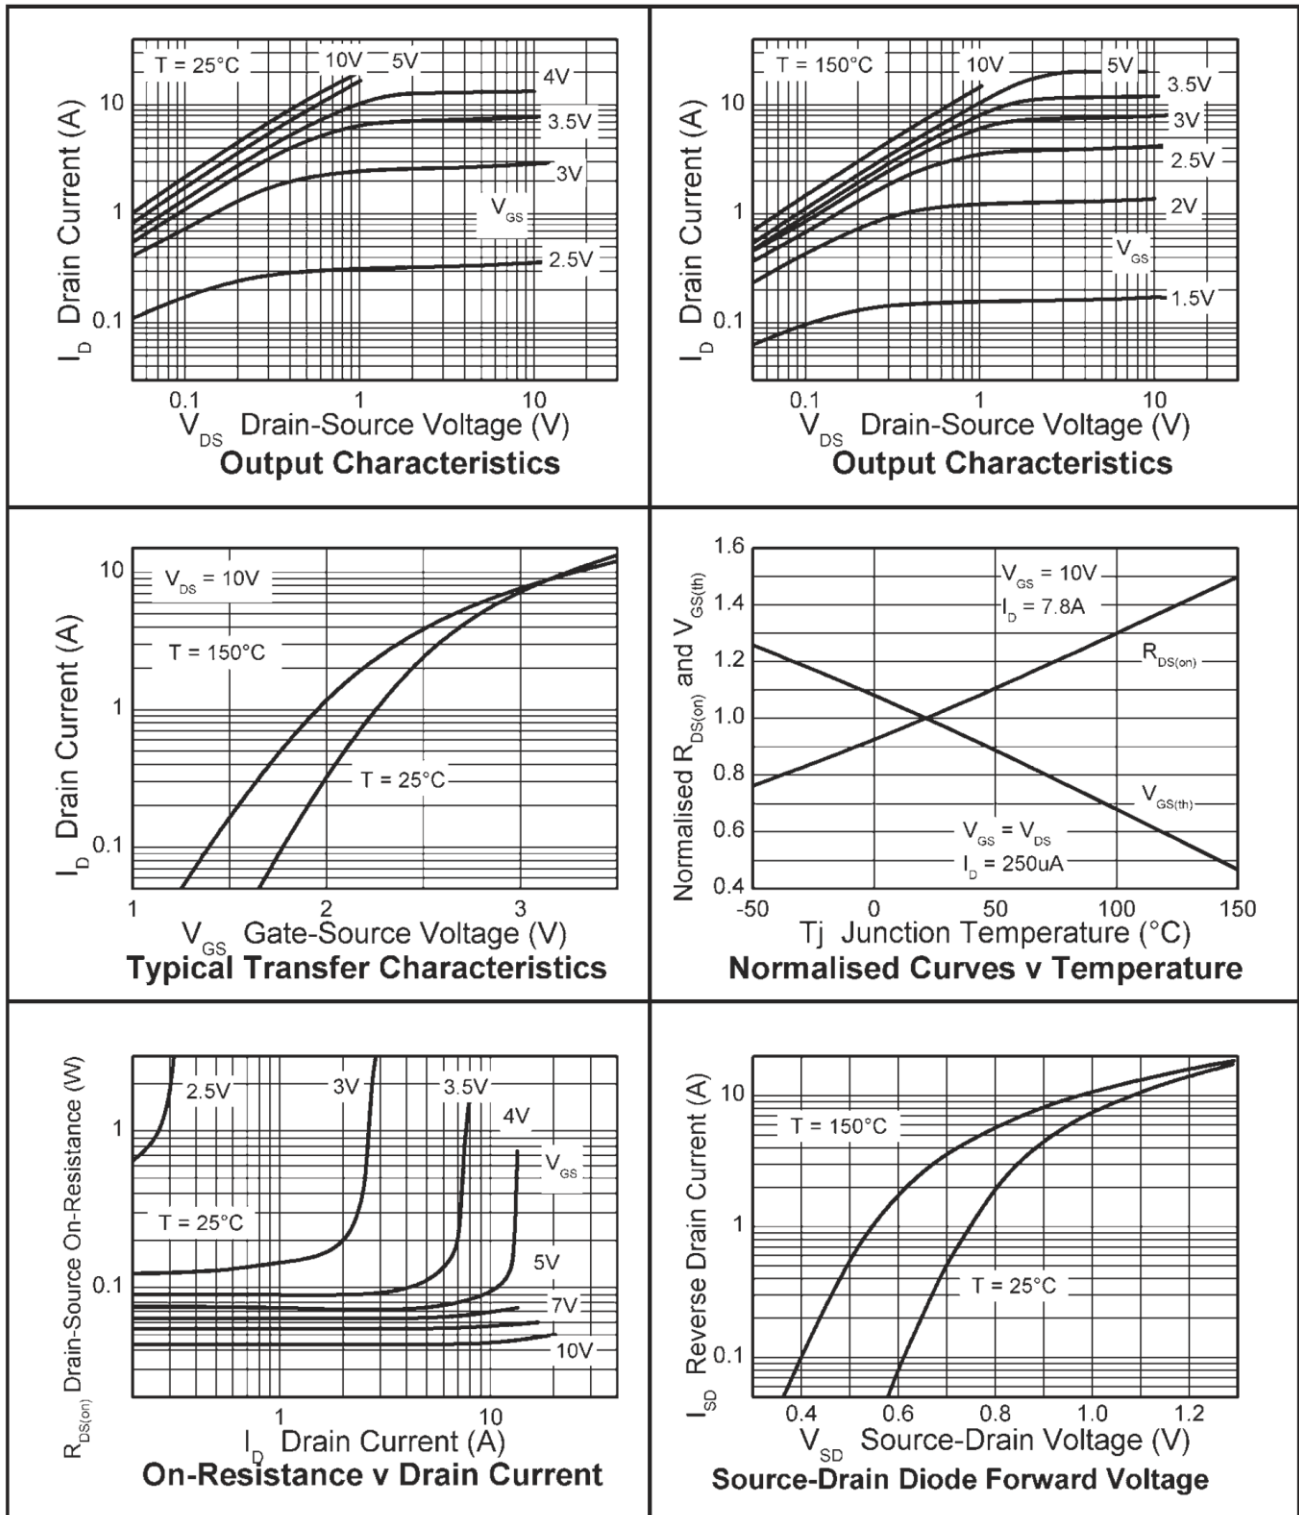 T = 25°C
10V
5V
4V
3.5V
3V
V_GS
2.5V
10
1
0.1
I_D Drain Current (A)
0.1
1
10
V_DS Drain-Source Voltage (V)
Output Characteristics
T = 150°C
10V
5V
3.5V
3V
2.5V
2V
V_GS
1.5V
10
1
0.1
I_D Drain Current (A)
0.1
1
10
V_DS Drain-Source Voltage (V)
Output Characteristics
V_DS = 10V
T = 150°C
T = 25°C
10
1
0.1
I_D Drain Current (A)
1
2
3
V_GS Gate-Source Voltage (V)
Typical Transfer Characteristics
1.6
1.4
1.2
1.0
0.8
0.6
0.4
Normalised R_DS(on) and V_GS(th)
V_GS = 10V
I_D = 7.8A
R_DS(on)
V_GS(th)
V_GS = V_DS
I_D = 250uA
-50
0
50
100
150
Tj Junction Temperature (°C)
Normalised Curves v Temperature
2.5V
3V
3.5V
4V
V_GS
T = 25°C
5V
7V
10V
1
0.1
R_DS(on) Drain-Source On-Resistance (W)
1
10
I_D Drain Current (A)
On-Resistance v Drain Current
T = 150°C
T = 25°C
10
1
0.1
I_SD Reverse Drain Current (A)
0.4
0.6
0.8
1.0
1.2
V_SD Source-Drain Voltage (V)
Source-Drain Diode Forward Voltage